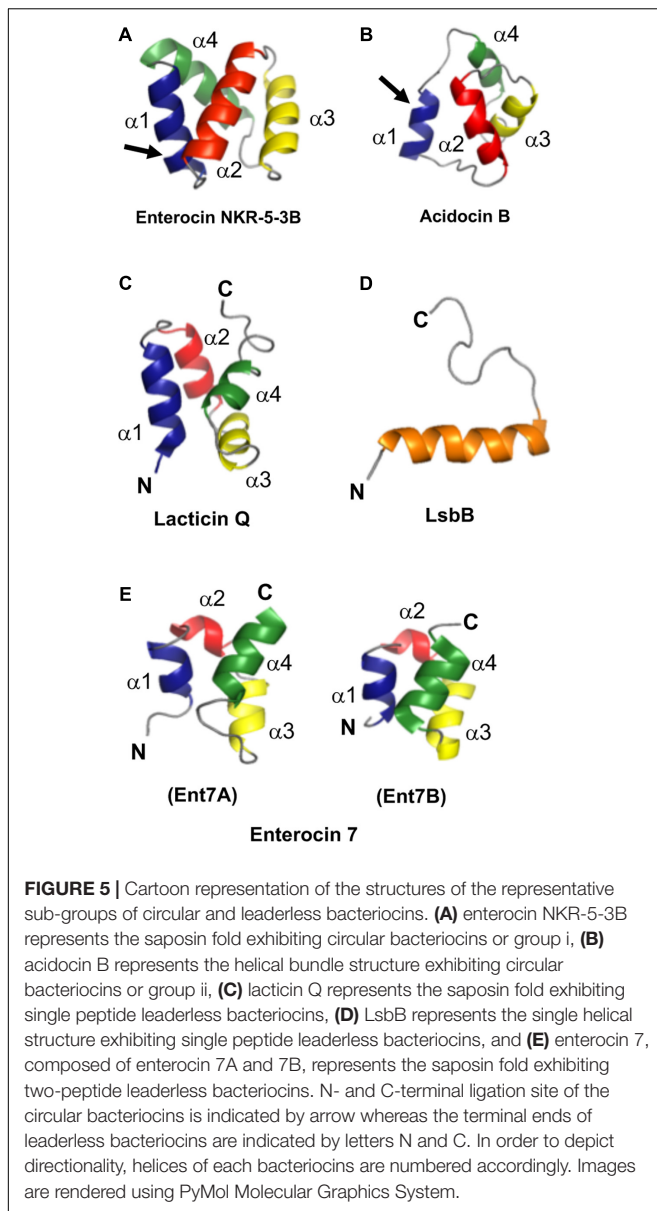 A
α4
α1
α2
α3
Enterocin NKR-5-3B
B
α4
α1
α2
α3
Acidocin B
C
C
α2
α1
α4
α3
N
Lacticin Q
D
C
N
LsbB
E
C
α2
α1
α4
N
α3
(Ent7A)
α2
C
α1
α4
N
α3
(Ent7B)
Enterocin 7
FIGURE 5 | Cartoon representation of the structures of the representative
sub-groups of circular and leaderless bacteriocins. (A) enterocin NKR-5-3B
represents the saposin fold exhibiting circular bacteriocins or group i, (B)
acidocin B represents the helical bundle structure exhibiting circular
bacteriocins or group ii, (C) lacticin Q represents the saposin fold exhibiting
single peptide leaderless bacteriocins, (D) LsbB represents the single helical
structure exhibiting single peptide leaderless bacteriocins, and (E) enterocin 7,
composed of enterocin 7A and 7B, represents the saposin fold exhibiting
two-peptide leaderless bacteriocins. N- and C-terminal ligation site of the
circular bacteriocins is indicated by arrow whereas the terminal ends of
leaderless bacteriocins are indicated by letters N and C. In order to depict
directionality, helices of each bacteriocins are numbered accordingly. Images
are rendered using PyMol Molecular Graphics System.